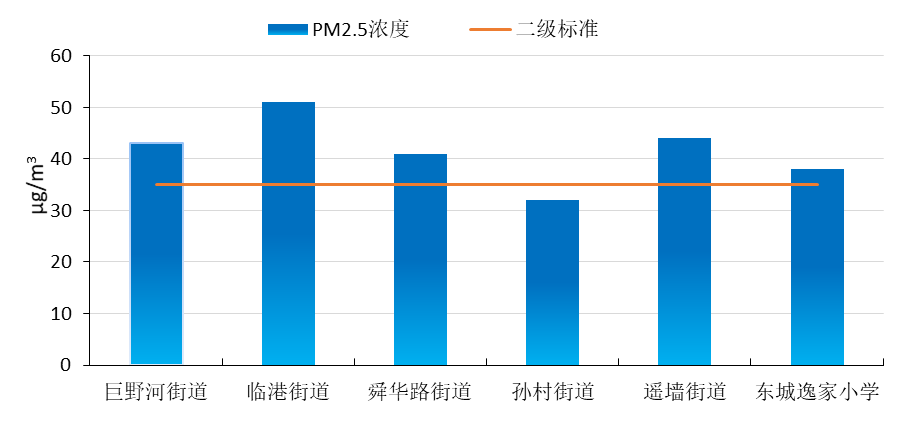 PM2.5浓度
二级标准
μg/m³
60
50
40
30
20
10
0
巨野河街道
临港街道
舜华路街道
孙村街道
遥墙街道
东城逸家小学